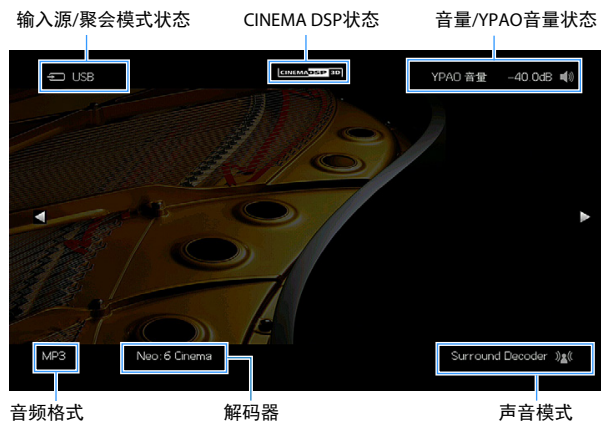 输入源/聚会模式状态 CINEMA DSP状态 音量/YPAO音量状态
USB CINEMA DSP 3D YPAO 音量 -40.0dB
MP3 Neo:6 Cinema Surround Decoder
音频格式 解码器 声音模式